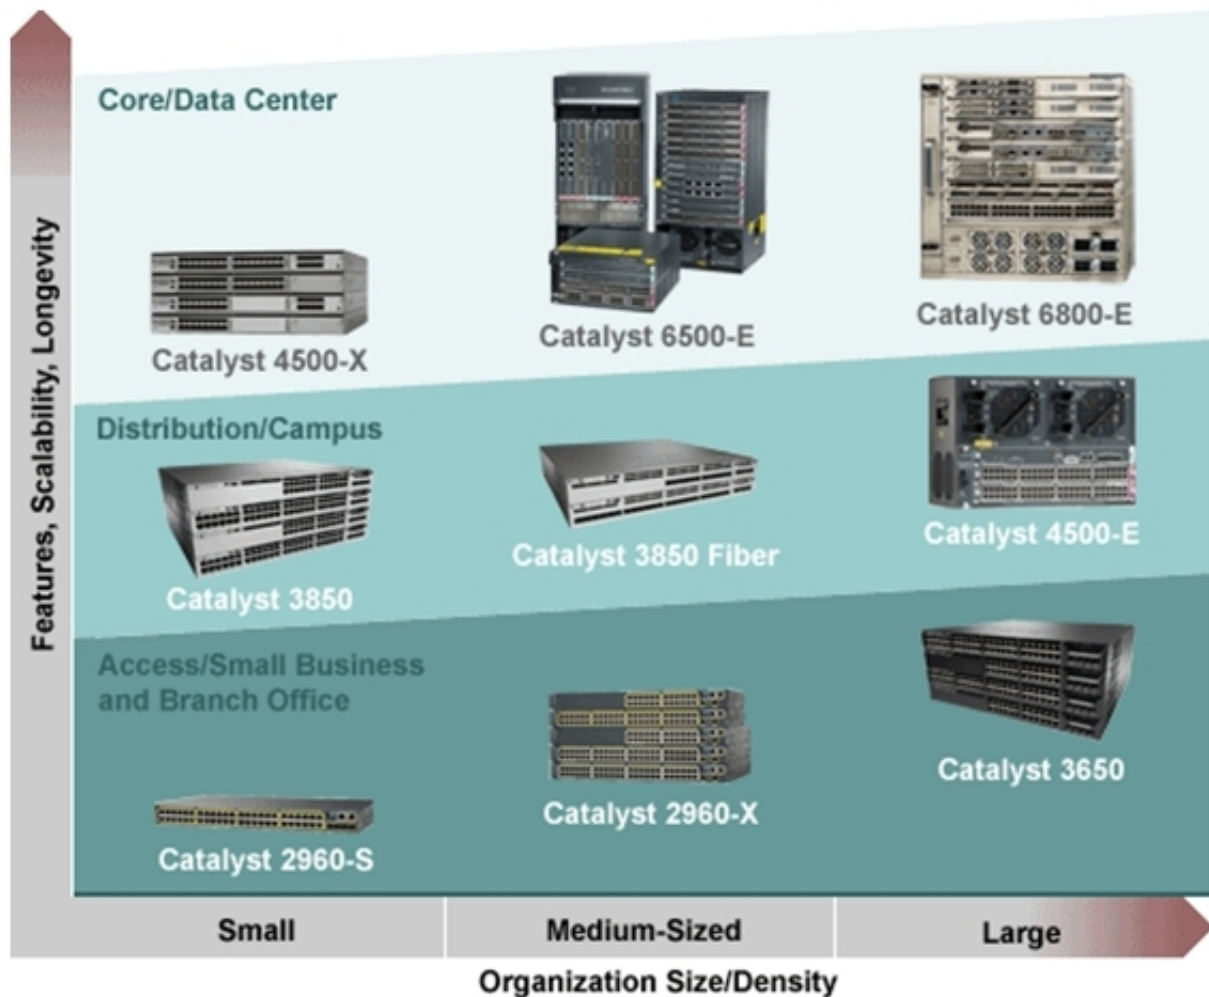 Core/Data Center
Catalyst 4500-X
Catalyst 6500-E
Catalyst 6800-E
Distribution/Campus
Catalyst 3850
Catalyst 3850 Fiber
Catalyst 4500-E
Access/Small Business
and Branch Office
Catalyst 2960-S
Catalyst 2960-X
Catalyst 3650
Features, Scalability, Longevity
Small
Medium-Sized
Large
Organization Size/Density